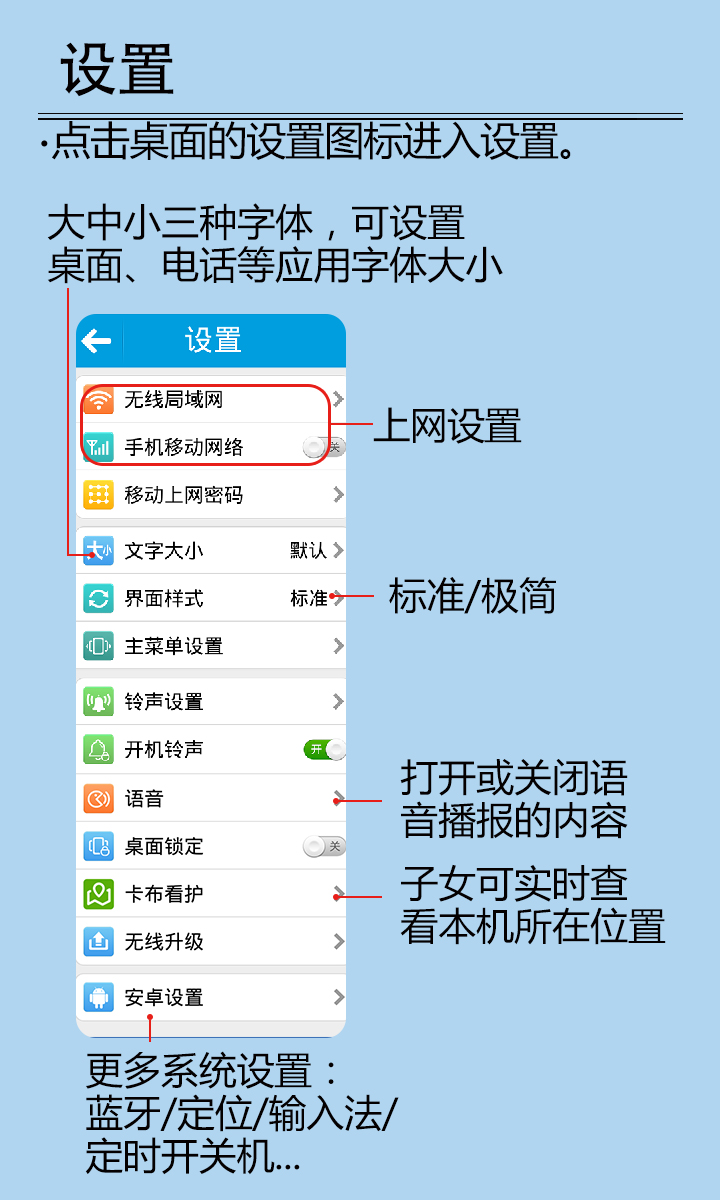 设置
·点击桌面的设置图标进入设置。
大中小三种字体，可设置
桌面、电话等应用字体大小
设置
无线局域网
手机移动网络 关
上网设置
移动上网密码
大小 文字大小 默认
界面样式 标准
标准/极简
主菜单设置
铃声设置
开机铃声 开
语音
打开或关闭语
音播报的内容
桌面锁定 关
卡布看护
子女可实时查
看本机所在位置
无线升级
安卓设置
更多系统设置：
蓝牙/定位/输入法/
定时开关机...